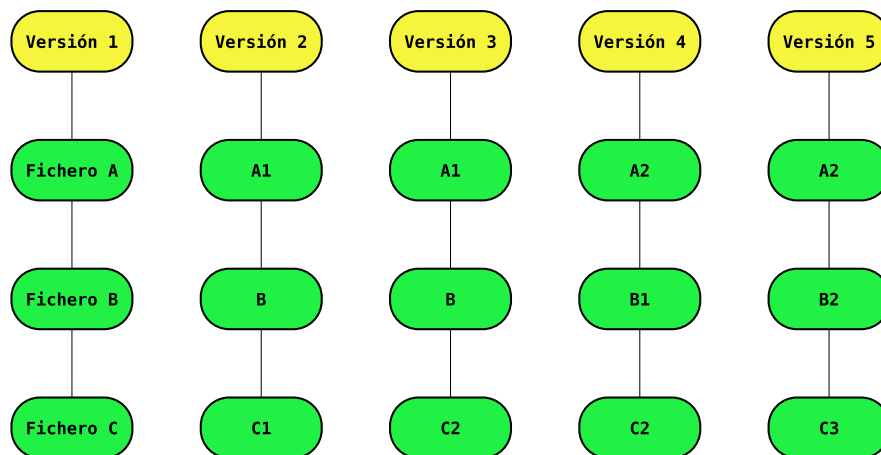 Versión 1 Versión 2 Versión 3 Versión 4 Versión 5
Fichero A A1 A1 A2 A2
Fichero B B B B1 B2
Fichero C C1 C2 C2 C3